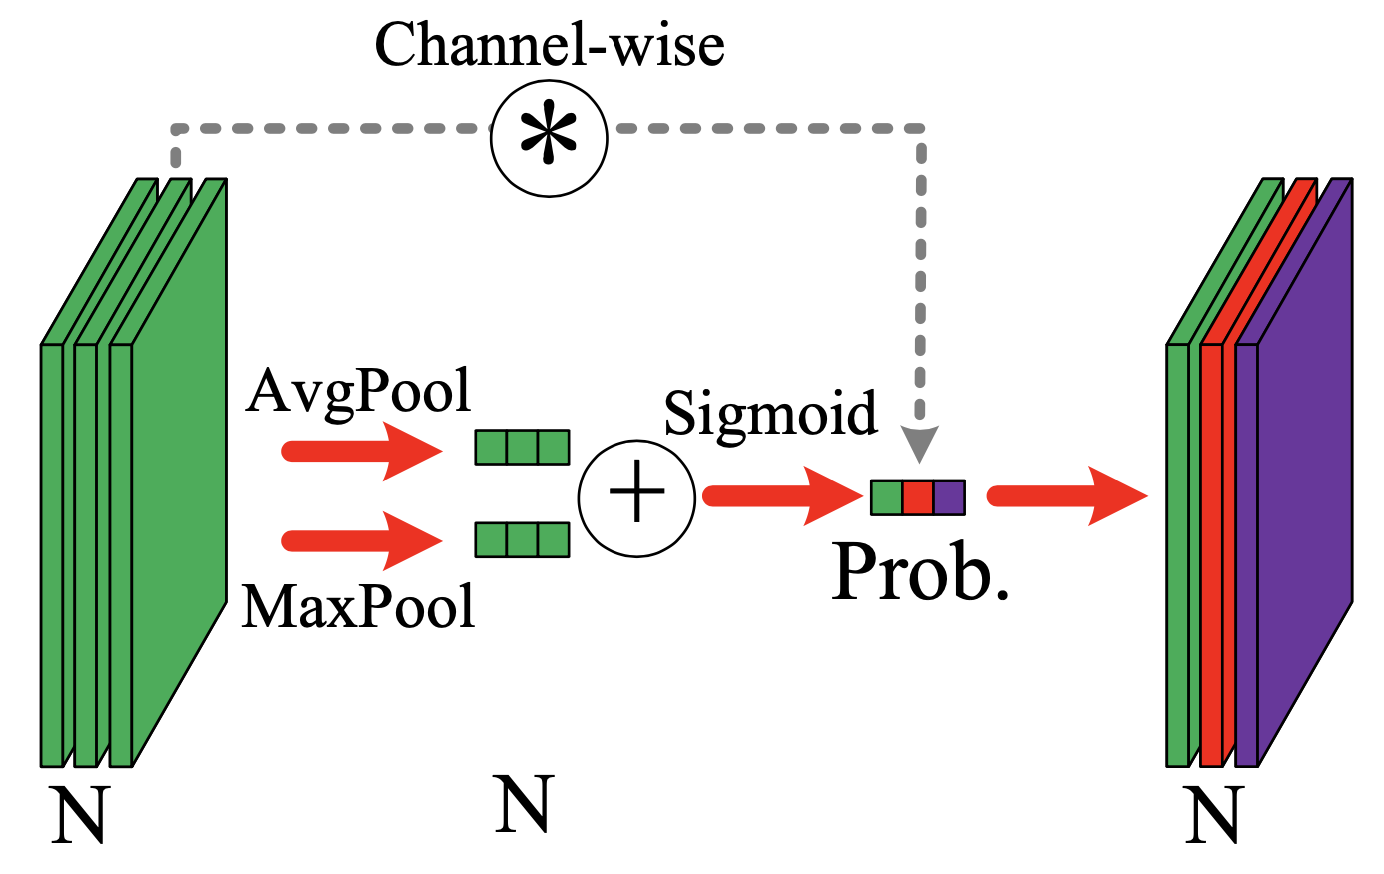 Channel-wise
*
AvgPool
Sigmoid
+
Prob.
MaxPool
N
N
N